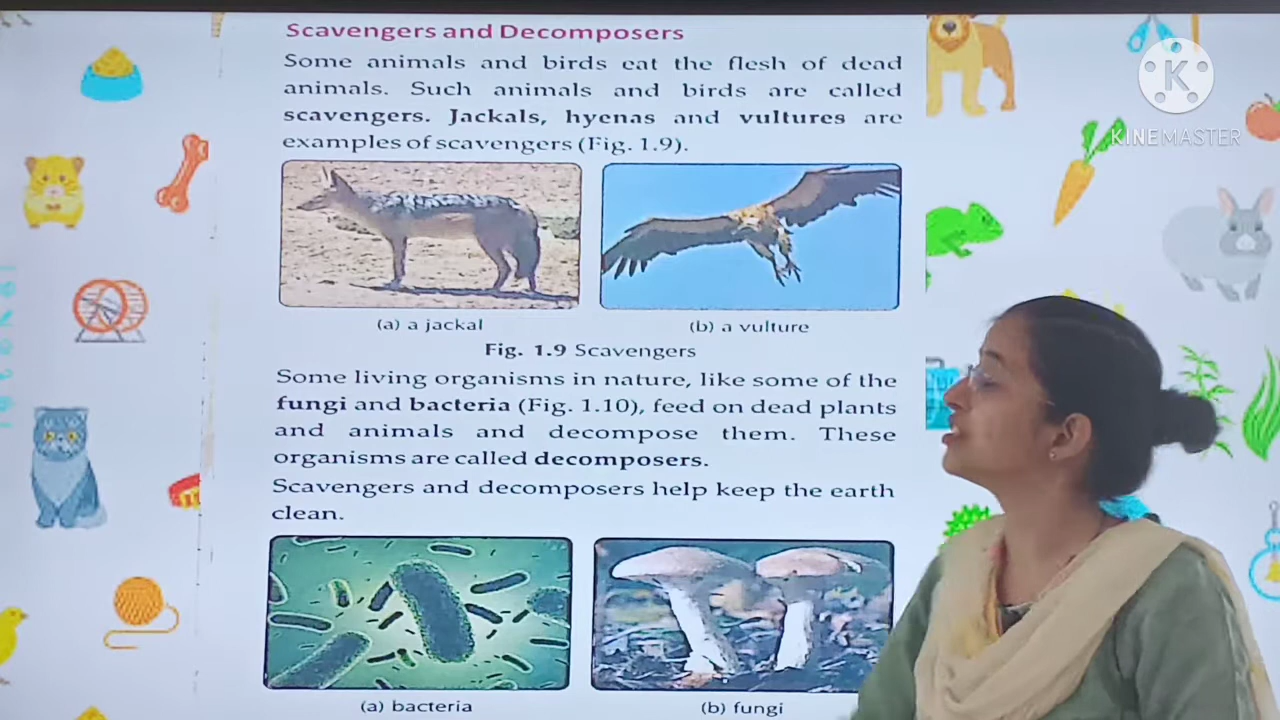 Scavengers and Decomposers
Some animals and birds eat the flesh of dead
animals. Such animals and birds are called
scavengers. Jackals, hyenas and vultures are
examples of scavengers (Fig. 1.9).
(a) a jackal
(b) a vulture
Fig. 1.9 Scavengers
Some living organisms in nature, like some of the
fungi and bacteria (Fig. 1.10), feed on dead plants
and animals and decompose them. These
organisms are called decomposers.
Scavengers and decomposers help keep the earth
clean.
(a) bacteria
(b) fungi
K
KINEMASTER